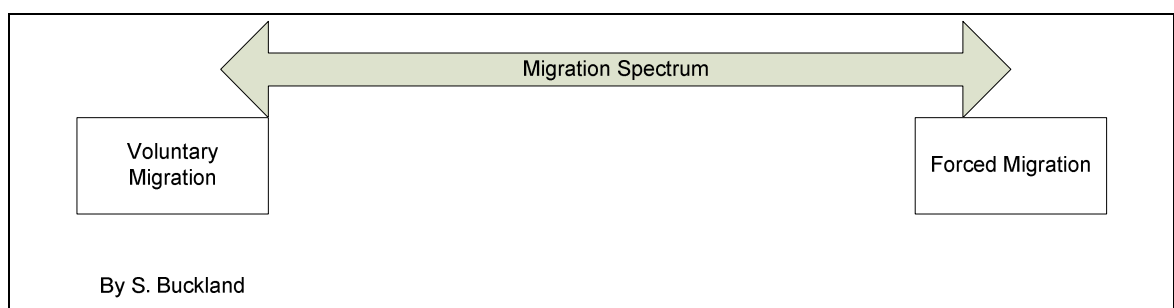 Migration Spectrum
Voluntary
Migration
Forced Migration
By S. Buckland